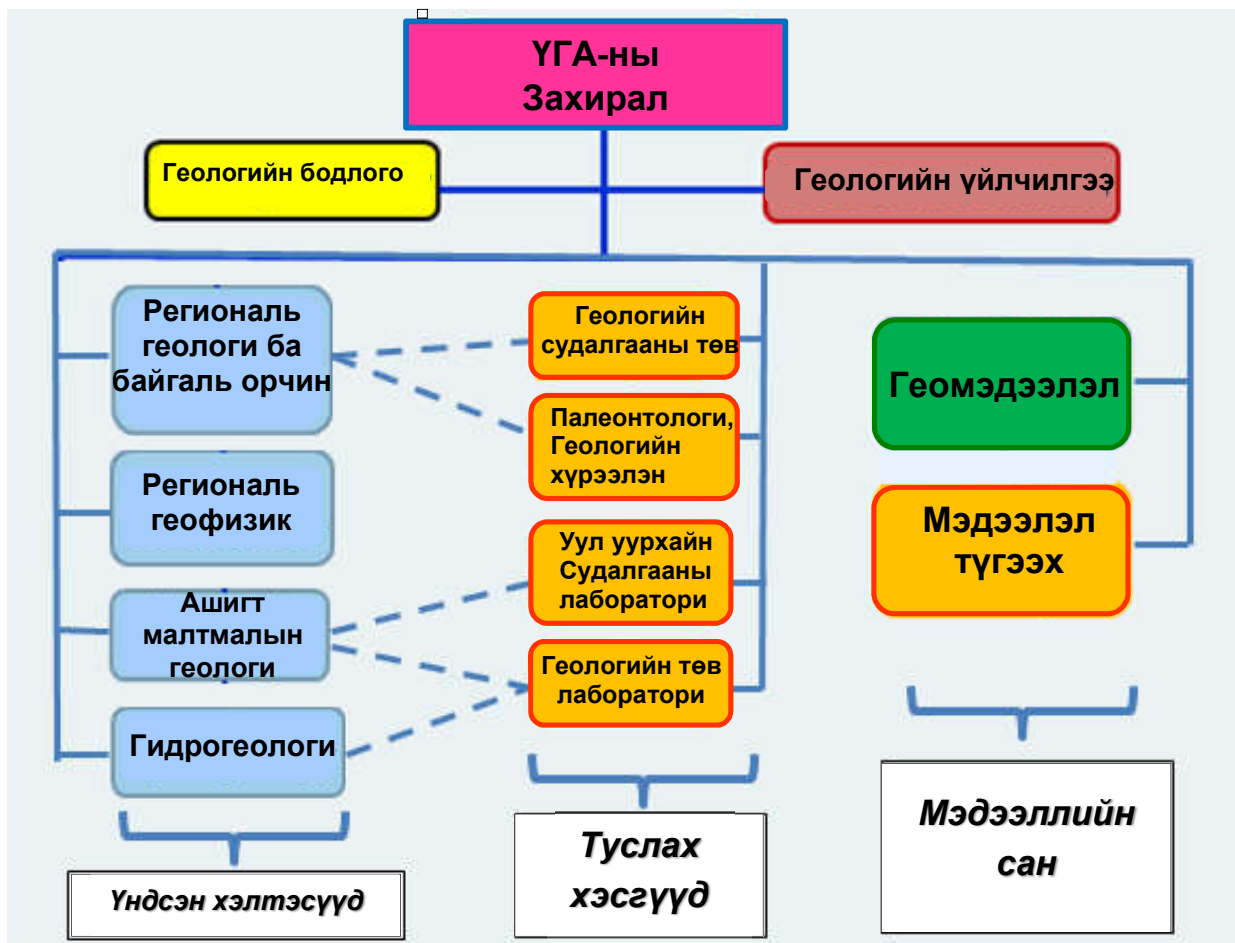 ҮГА-ны
Захирал
Геологийн бодлого
Геологийн үйлчилгээ
Региональ
геологи ба
байгаль орчин
Региональ
геофизик
Ашигт
малтмалын
геологи
Гидрогеологи
Үндсэн хэлтэсүүд
Геологийн
судалгааны төв
Палеонтологи,
Геологийн
хүрээлэн
Уул уурхайн
Судалгааны
лаборатори
Геологийн төв
лаборатори
Туслах
хэсгүүд
Геомэдээлэл
Мэдээлэл
түгээх
Мэдээллийн
сан